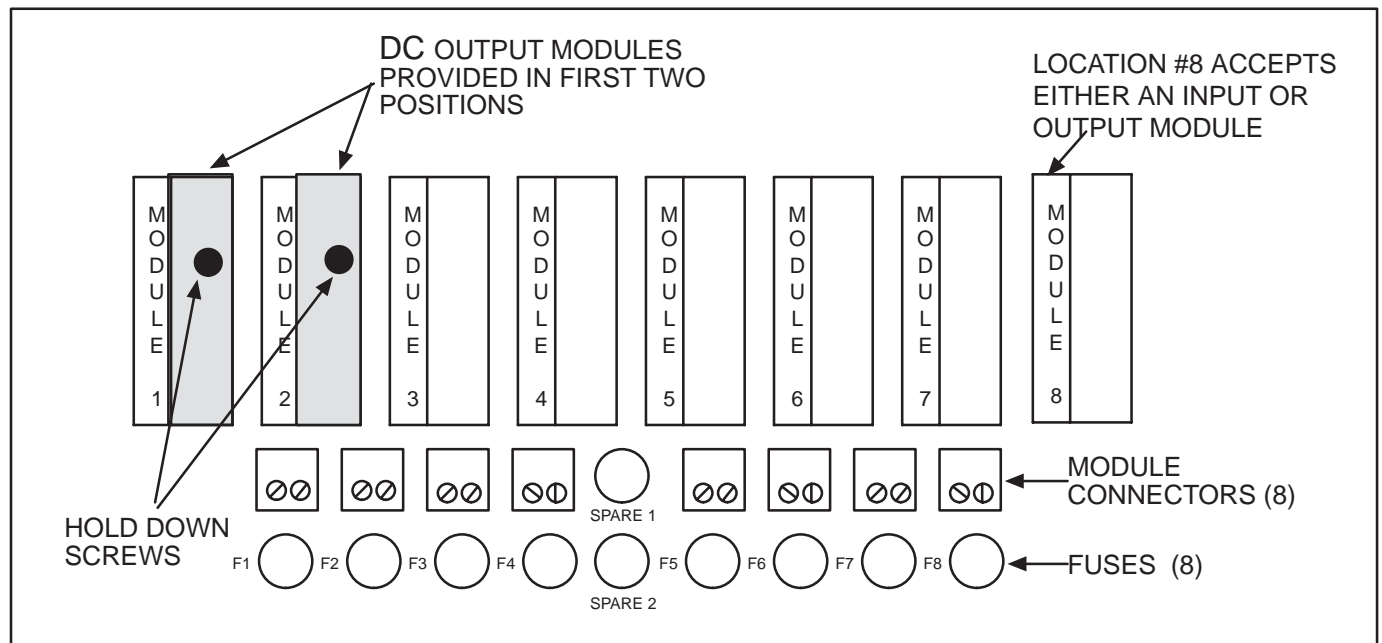 DC OUTPUT MODULES
PROVIDED IN FIRST TWO
POSITIONS
LOCATION #8 ACCEPTS
EITHER AN INPUT OR
OUTPUT MODULE
MODULE 1
MODULE 2
MODULE 3
MODULE 4
MODULE 5
MODULE 6
MODULE 7
MODULE 8
MODULE
CONNECTORS (8)
SPARE 1
HOLD DOWN
SCREWS
F1 F2 F3 F4 F5 F6 F7 F8
FUSES (8)
SPARE 2